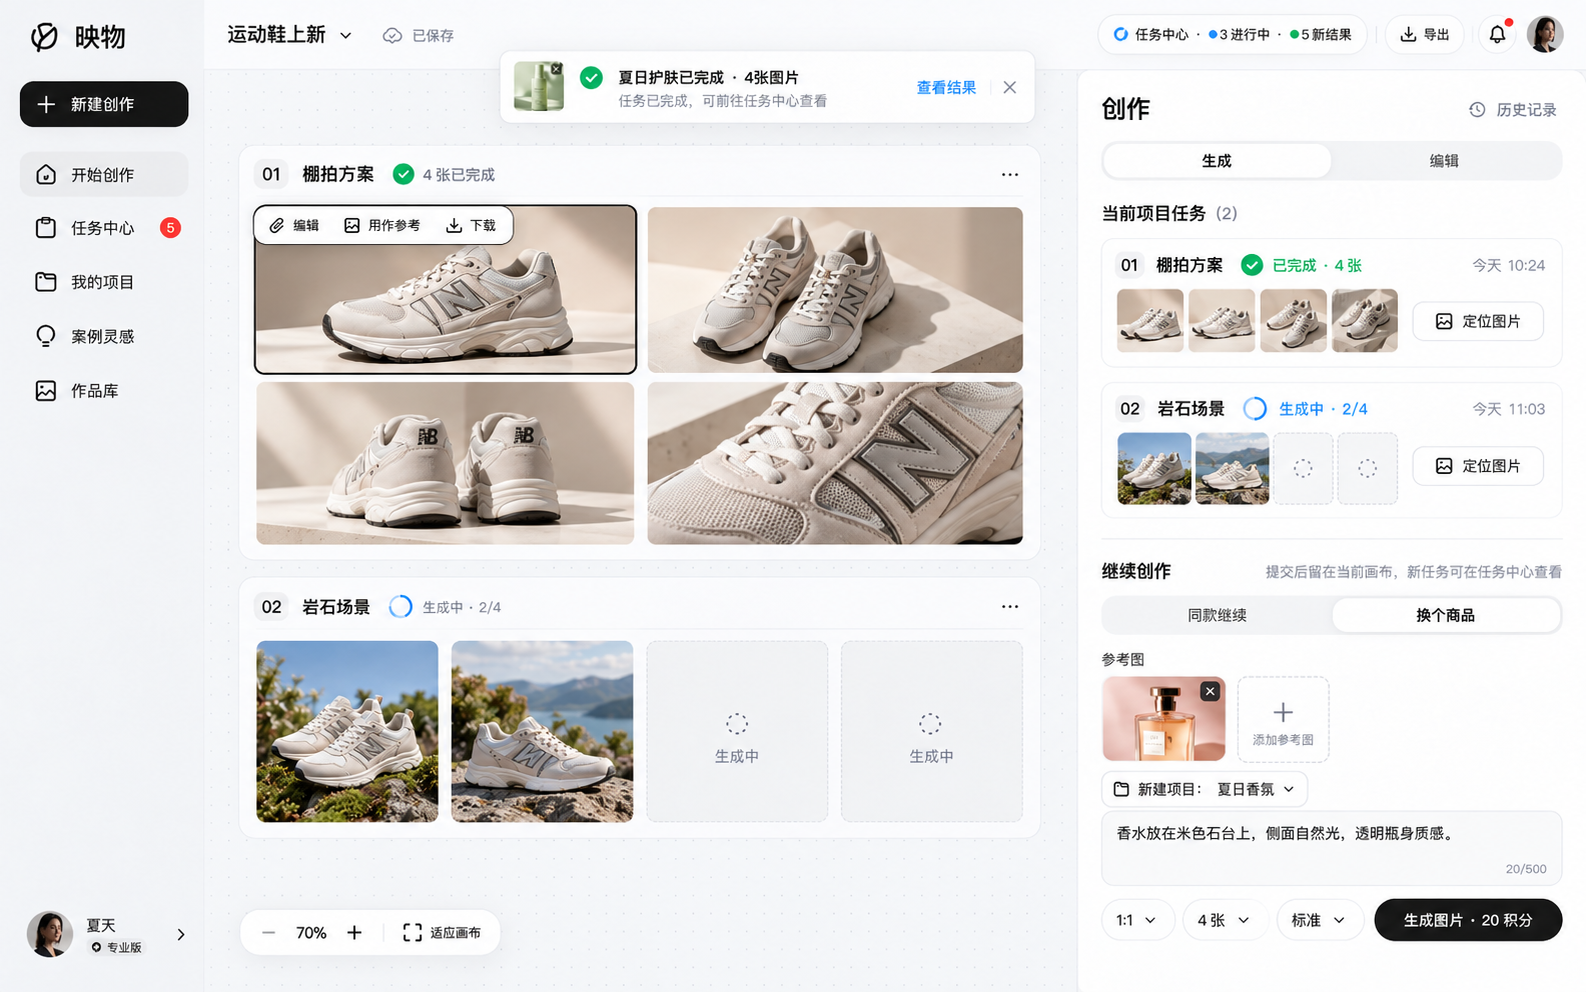 映物
新建创作
开始创作
任务中心
5
我的项目
案例灵感
作品库
夏天
专业版
运动鞋上新
已保存
任务中心 · 3 进行中 · 5 新结果
导出
夏日护肤已完成 · 4张图片
任务已完成，可前往任务中心查看
查看结果
01 棚拍方案 4 张已完成
编辑 用作参考 下载
02 岩石场景 生成中 · 2/4
生成中
生成中
70%
适应画布
创作
历史记录
生成 编辑
当前项目任务 (2)
01 棚拍方案 已完成 · 4 张 今天 10:24
定位图片
02 岩石场景 生成中 · 2/4 今天 11:03
定位图片
继续创作 提交后留在当前画布，新任务可在任务中心查看
同款继续 换个商品
参考图
添加参考图
新建项目： 夏日香氛
香水放在米色石台上，侧面自然光，透明瓶身质感。
20/500
1:1 4 张 标准 生成图片 · 20 积分